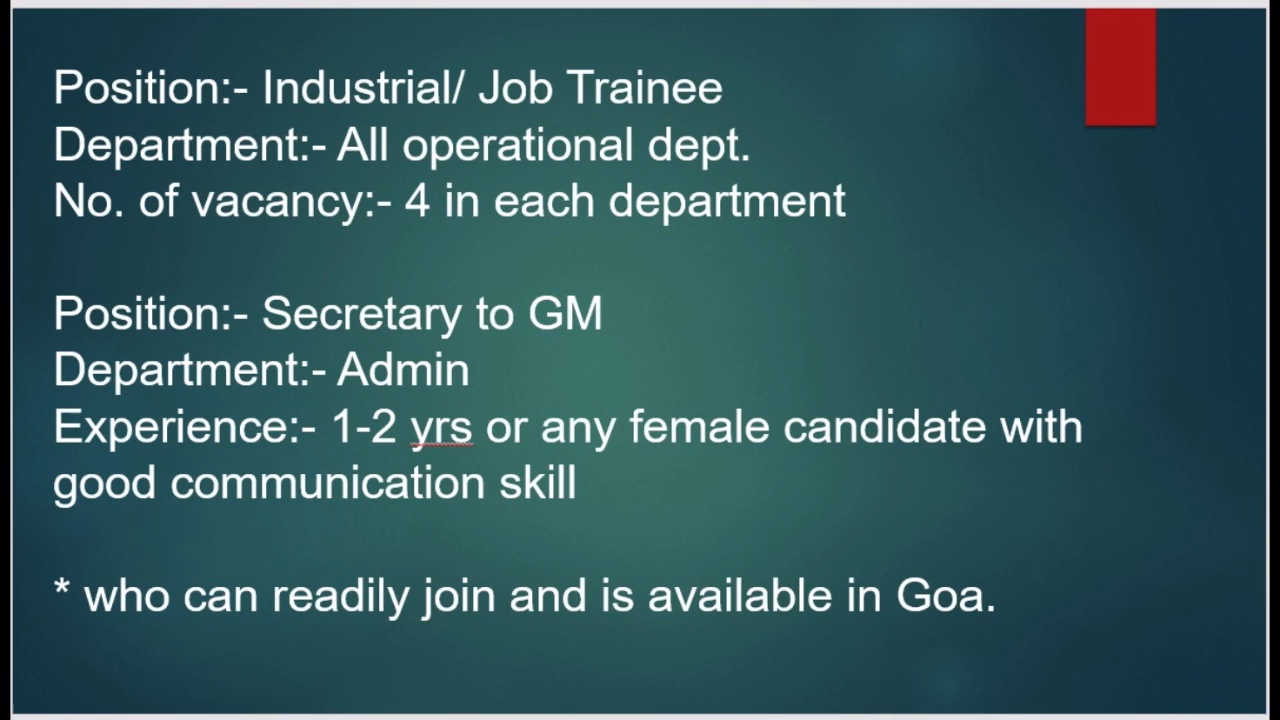 Position:- Industrial/ Job Trainee
Department:- All operational dept.
No. of vacancy:- 4 in each department
Position:- Secretary to GM
Department:- Admin
Experience:- 1-2 yrs or any female candidate with
good communication skill
* who can readily join and is available in Goa.